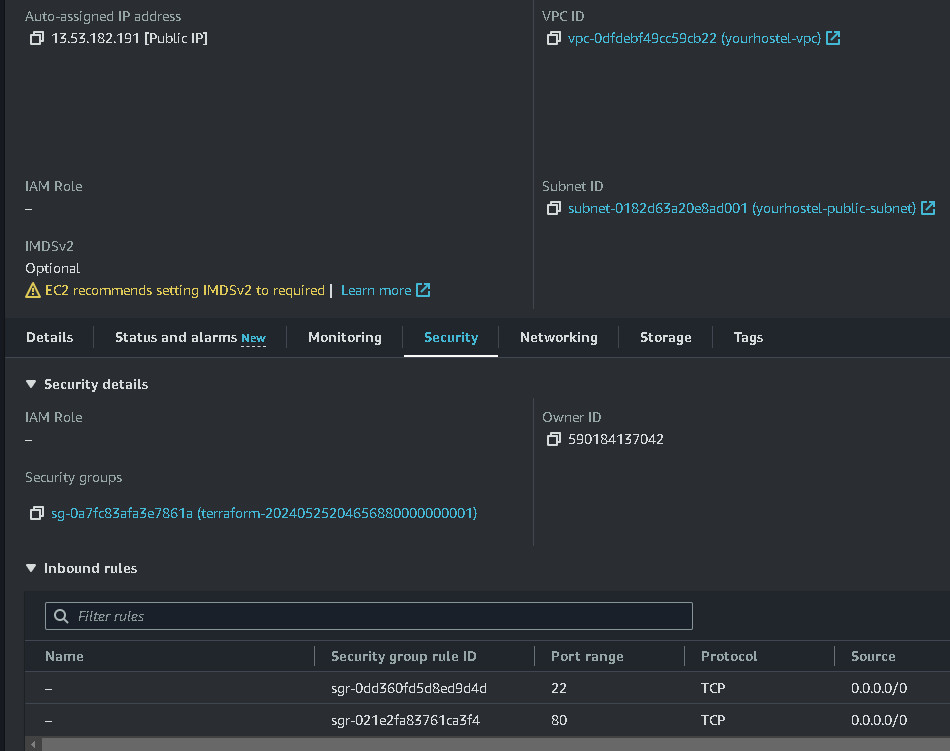 Auto-assigned IP address
13.53.182.191 [Public IP]
VPC ID
vpc-0dfdebf49cc59cb22 (yourhostel-vpc)
IAM Role
–
Subnet ID
subnet-0182d63a20e8ad001 (yourhostel-public-subnet)
IMDSv2
Optional
EC2 recommends setting IMDSv2 to required | Learn more
Details Status and alarms New Monitoring Security Networking Storage Tags
Security details
IAM Role
–
Owner ID
590184137042
Security groups
sg-0a7fc83afa3e7861a (terraform-20240525204656880000000001)
Inbound rules
Filter rules
Name Security group rule ID Port range Protocol Source
– sgr-0dd360fd5d8ed9d4d 22 TCP 0.0.0.0/0
– sgr-021e2fa83761ca3f4 80 TCP 0.0.0.0/0